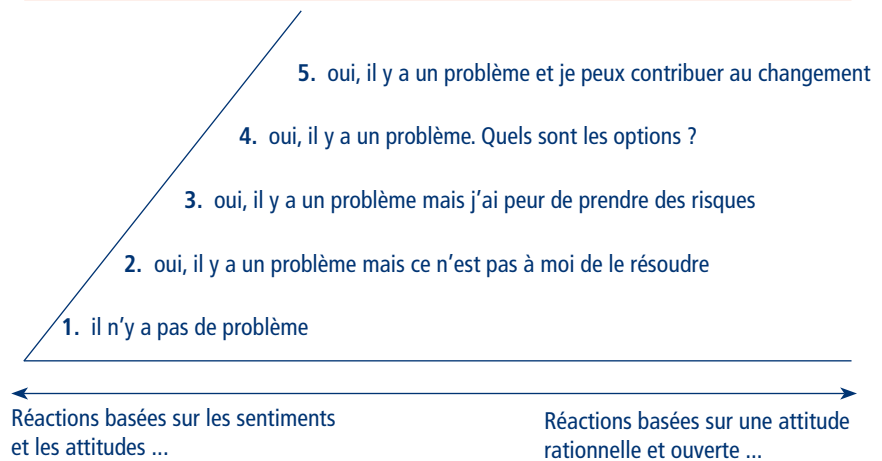 5. oui, il y a un problème et je peux contribuer au changement
4. oui, il y a un problème. Quels sont les options ?
3. oui, il y a un problème mais j'ai peur de prendre des risques
2. oui, il y a un problème mais ce n'est pas à moi de le résoudre
1. il n'y a pas de problème
Réactions basées sur les sentiments
et les attitudes ...
Réactions basées sur une attitude
rationnelle et ouverte ...